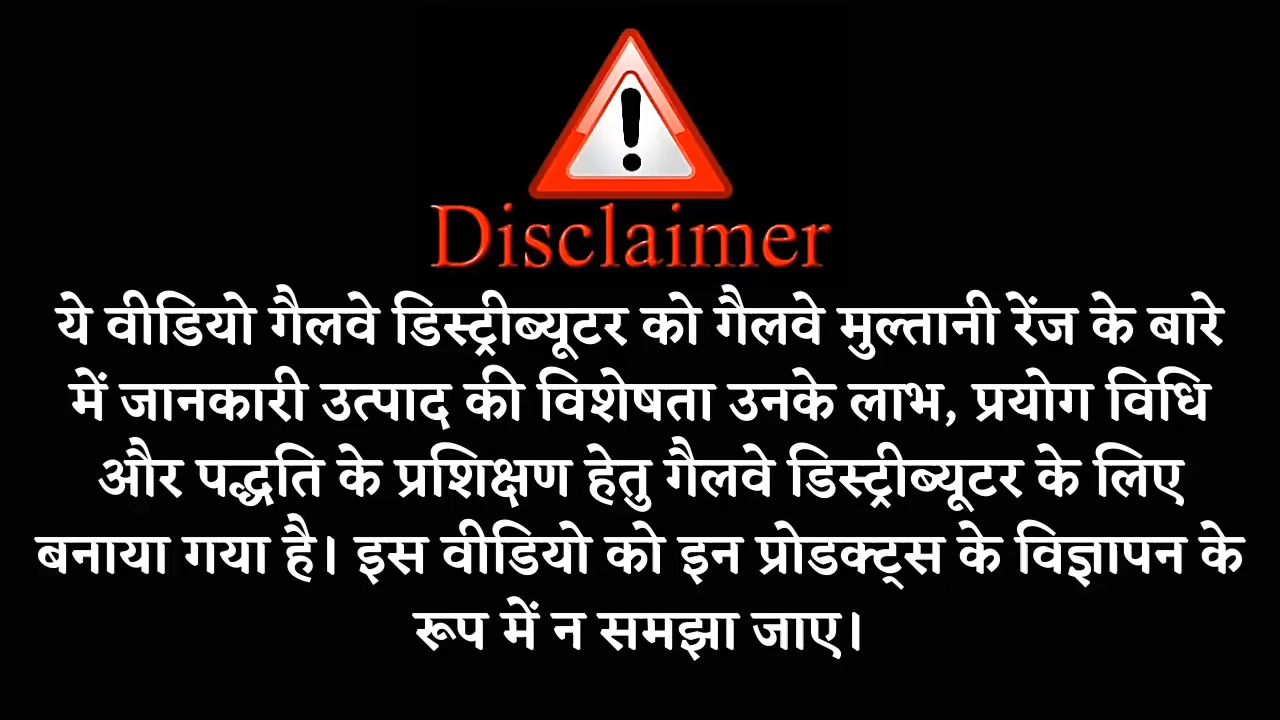 Disclaimer
ये वीडियो गैलवे डिस्ट्रीब्यूटर को गैलवे मुल्तानी रेंज के बारे
में जानकारी उत्पाद की विशेषता उनके लाभ, प्रयोग विधि
और पद्धति के प्रशिक्षण हेतु गैलवे डिस्ट्रीब्यूटर के लिए
बनाया गया है। इस वीडियो को इन प्रोडक्ट्स के विज्ञापन के
रूप में न समझा जाए।